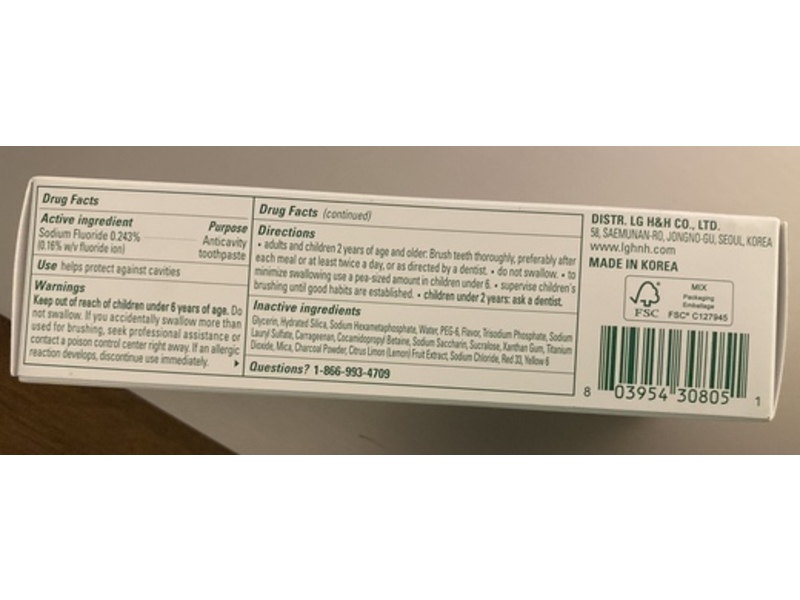 Drug Facts
Active ingredient Purpose
Sodium Fluoride 0.243% Anticavity
(0.16% w/v fluoride ion) toothpaste
Use helps protect against cavities
Warnings
Keep out of reach of children under 6 years of age. Do
not swallow. If you accidentally swallow more than
used for brushing, seek professional assistance or
contact a poison control center right away. If an allergic
reaction develops, discontinue use immediately.
Drug Facts (continued)
Directions
• adults and children 2 years of age and older: Brush teeth thoroughly, preferably after
each meal or at least twice a day, or as directed by a dentist. • do not swallow. • to
minimize swallowing use a pea-sized amount in children under 6. • supervise children's
brushing until good habits are established. • children under 2 years: ask a dentist.
Inactive ingredients
Glycerin, Hydrated Silica, Sodium Hexametaphosphate, Water, PEG-6, Flavor, Trisodium Phosphate, Sodium
Lauryl Sulfate, Carrageenan, Cocamidopropyl Betaine, Sodium Saccharin, Sucralose, Xanthan Gum, Titanium
Dioxide, Mica, Charcoal Powder, Citrus Limon (Lemon) Fruit Extract, Sodium Chloride, Red 33, Yellow 6
Questions? 1-866-993-4709
DISTR. LG H&H CO., LTD.
58, SAEMUNAN-RO, JONGNO-GU, SEOUL, KOREA
www.lghnh.com
MADE IN KOREA
FSC
MIX
Packaging
Emballage
FSC® C127945
8 03954 30805 1